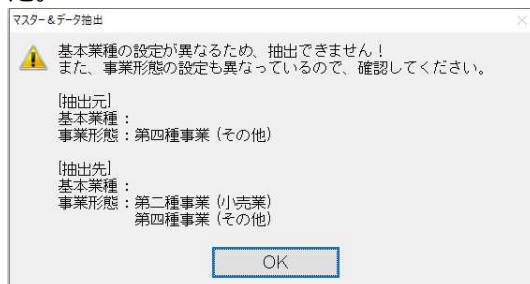 マスター&データ抽出
基本業種の設定が異なるため、抽出できません!
また、事業形態の設定も異なっているので、確認してください。
[抽出元]
基本業種:
事業形態:第四種事業(その他)
[抽出先]
基本業種:
事業形態:第二種事業(小売業)
第四種事業(その他)
OK